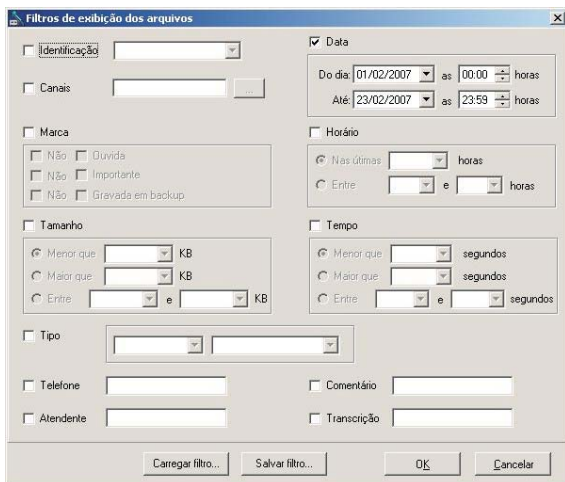 Filtros de exibição dos arquivos
Identificação
Canais
...
Data
Do dia: 01/02/2007 as 00:00 horas
Até: 23/02/2007 as 23:59 horas
Marca
Não Ouvida
Não Importante
Não Gravada em backup
Horário
Nas útimas horas
Entre e horas
Tamanho
Menor que KB
Maior que KB
Entre e KB
Tempo
Menor que segundos
Maior que segundos
Entre e segundos
Tipo
Telefone
Comentário
Atendente
Transcrição
Carregar filtro... Salvar filtro... OK Cancelar